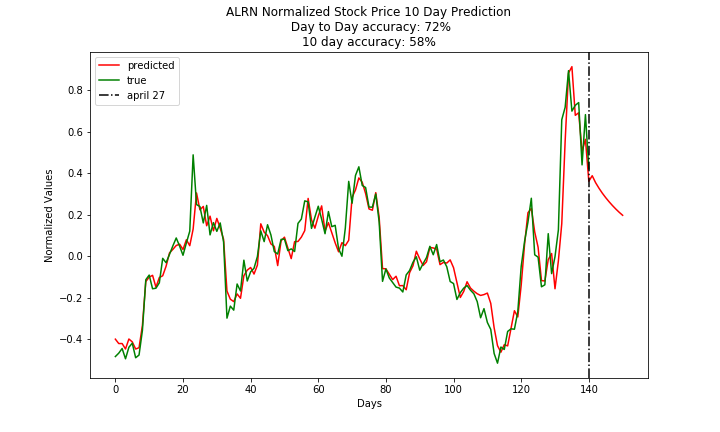 ALRN Normalized Stock Price 10 Day Prediction
Day to Day accuracy: 72%
10 day accuracy: 58%
predicted
true
april 27
Normalized Values
0.8
0.6
0.4
0.2
0.0
−0.2
−0.4
0 20 40 60 80 100 120 140
Days